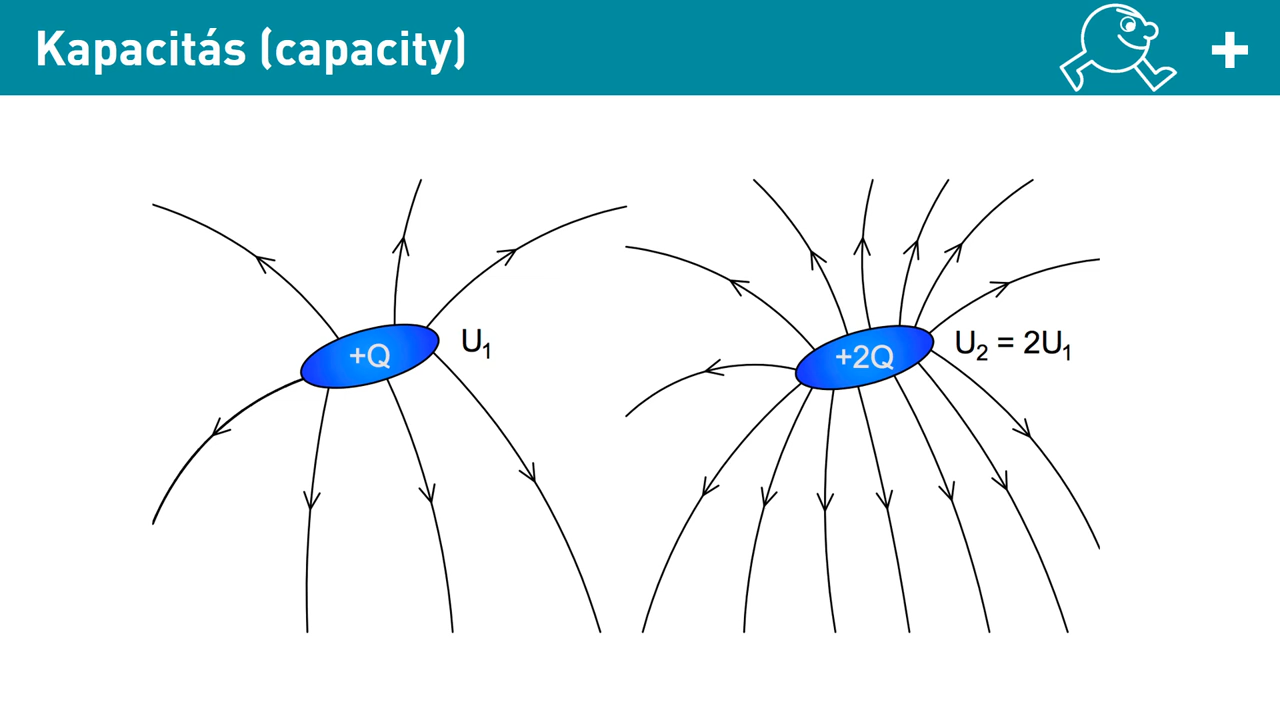 Kapacitás (capacity)
+
+Q
U₁
+2Q
U₂ = 2U₁